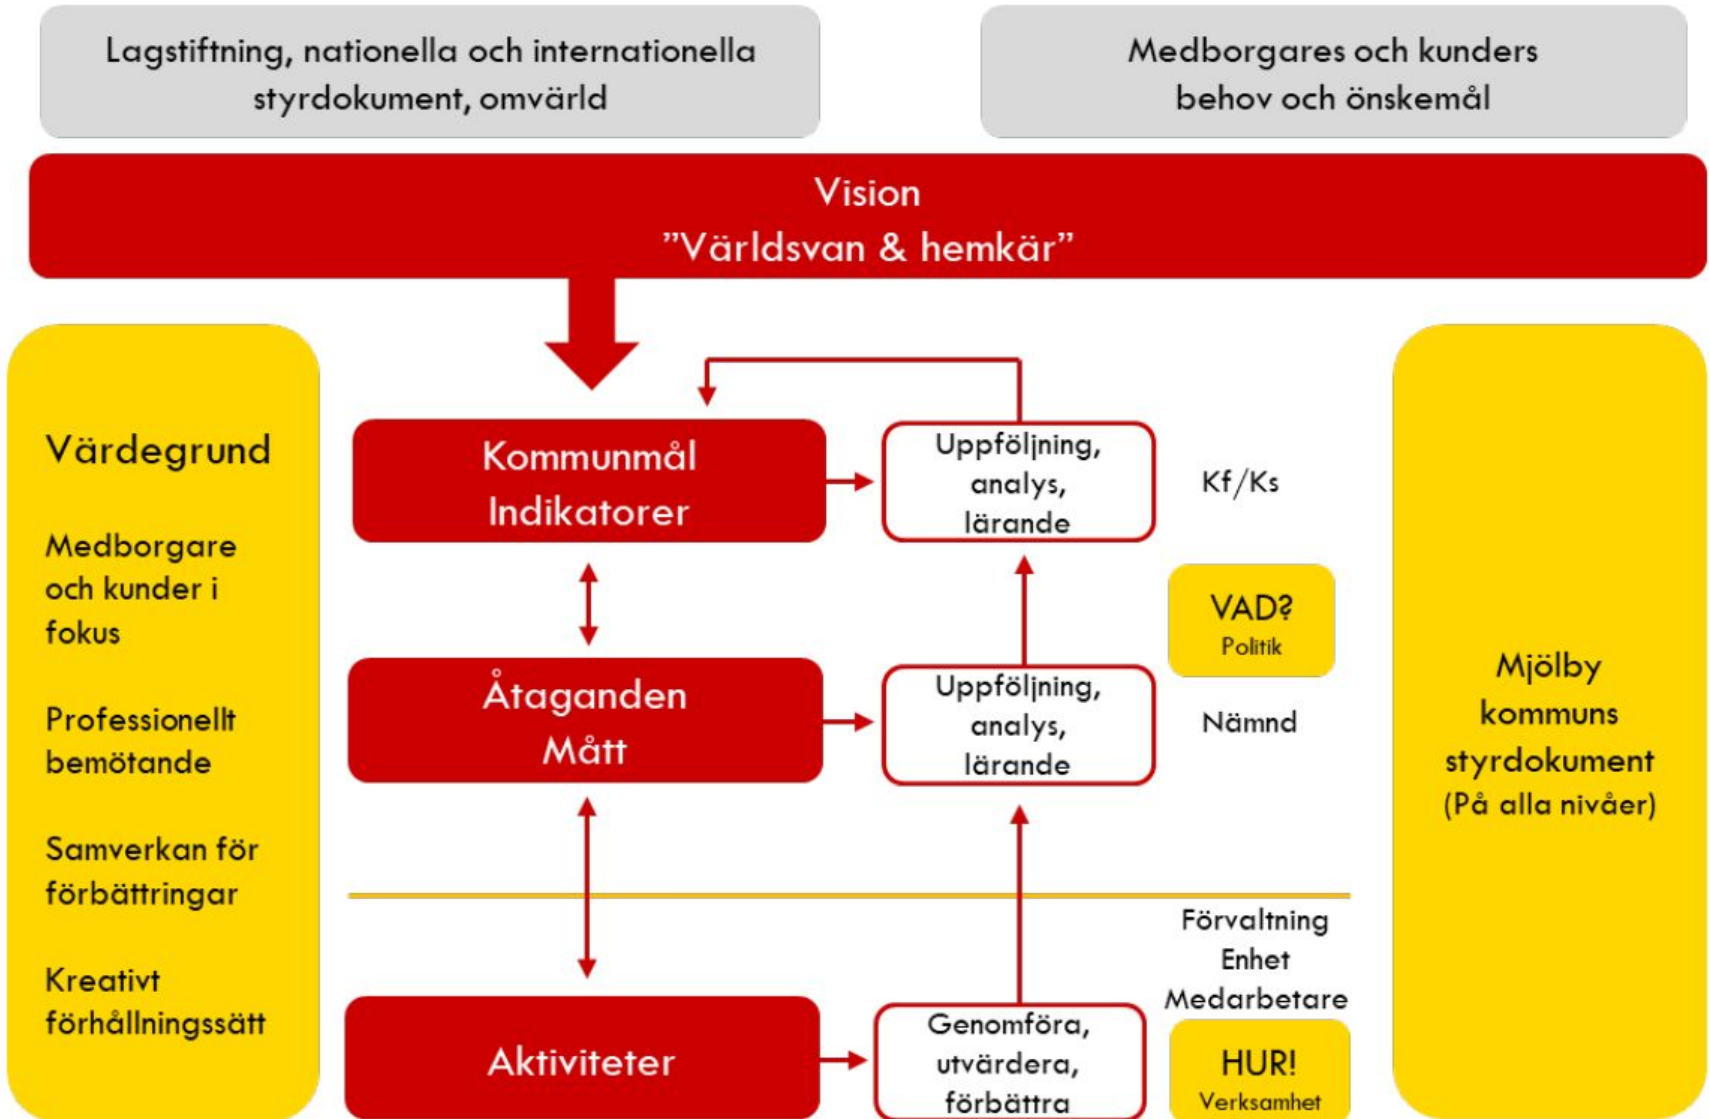 Lagstiftning, nationella och internationella
styrdokument, omvärld
Medborgares och kunders
behov och önskemål
Vision
”Världsvan & hemkär”
Värdegrund
Medborgare
och kunder i
fokus
Professionellt
bemötande
Samverkan för
förbättringar
Kreativt
förhållningssätt
Kommunmål
Indikatorer
Uppföljning,
analys,
lärande
Kf/Ks
VAD?
Politik
Åtaganden
Mått
Uppföljning,
analys,
lärande
Nämnd
Förvaltning
Enhet
Medarbetare
Aktiviteter
Genomföra,
utvärdera,
förbättra
HUR!
Verksamhet
Mjölby
kommuns
styrdokument
(På alla nivåer)